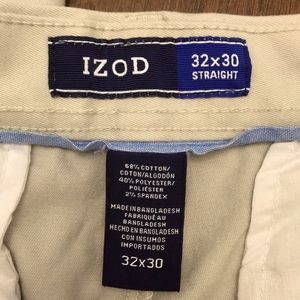 IZOD
32x30
STRAIGHT
58% COTTON/
COTON/ALGODÓN
40% POLYESTER/
POLIÉSTER
2% SPANDEX
MADE IN BANGLADESH
FABRIQUÉ AU
BANGLADESH
HECHO EN BANGLADESH
CON INSUMOS
IMPORTADOS
32x30